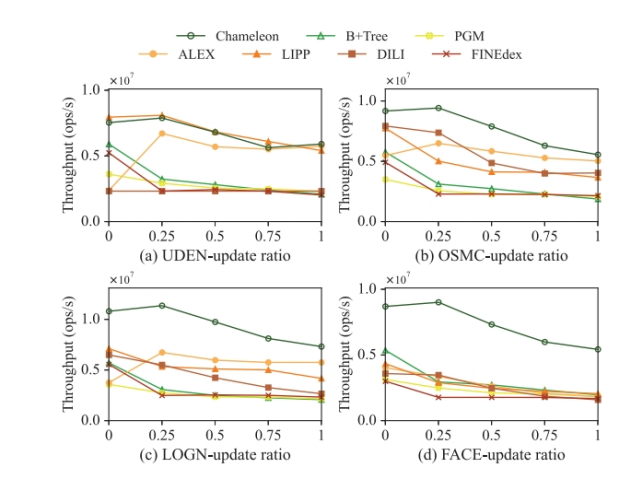 Chameleon B+Tree PGM
ALEX LIPP DILI FINEdex
×10⁷
Throughput (ops/s)
1.0
0.5
0.0
0 0.25 0.5 0.75 1
(a) UDEN-update ratio
×10⁷
Throughput (ops/s)
1.0
0.5
0.0
0 0.25 0.5 0.75 1
(b) OSMC-update ratio
×10⁷
Throughput (ops/s)
1.0
0.5
0.0
0 0.25 0.5 0.75 1
(c) LOGN-update ratio
×10⁷
Throughput (ops/s)
1.0
0.5
0.0
0 0.25 0.5 0.75 1
(d) FACE-update ratio